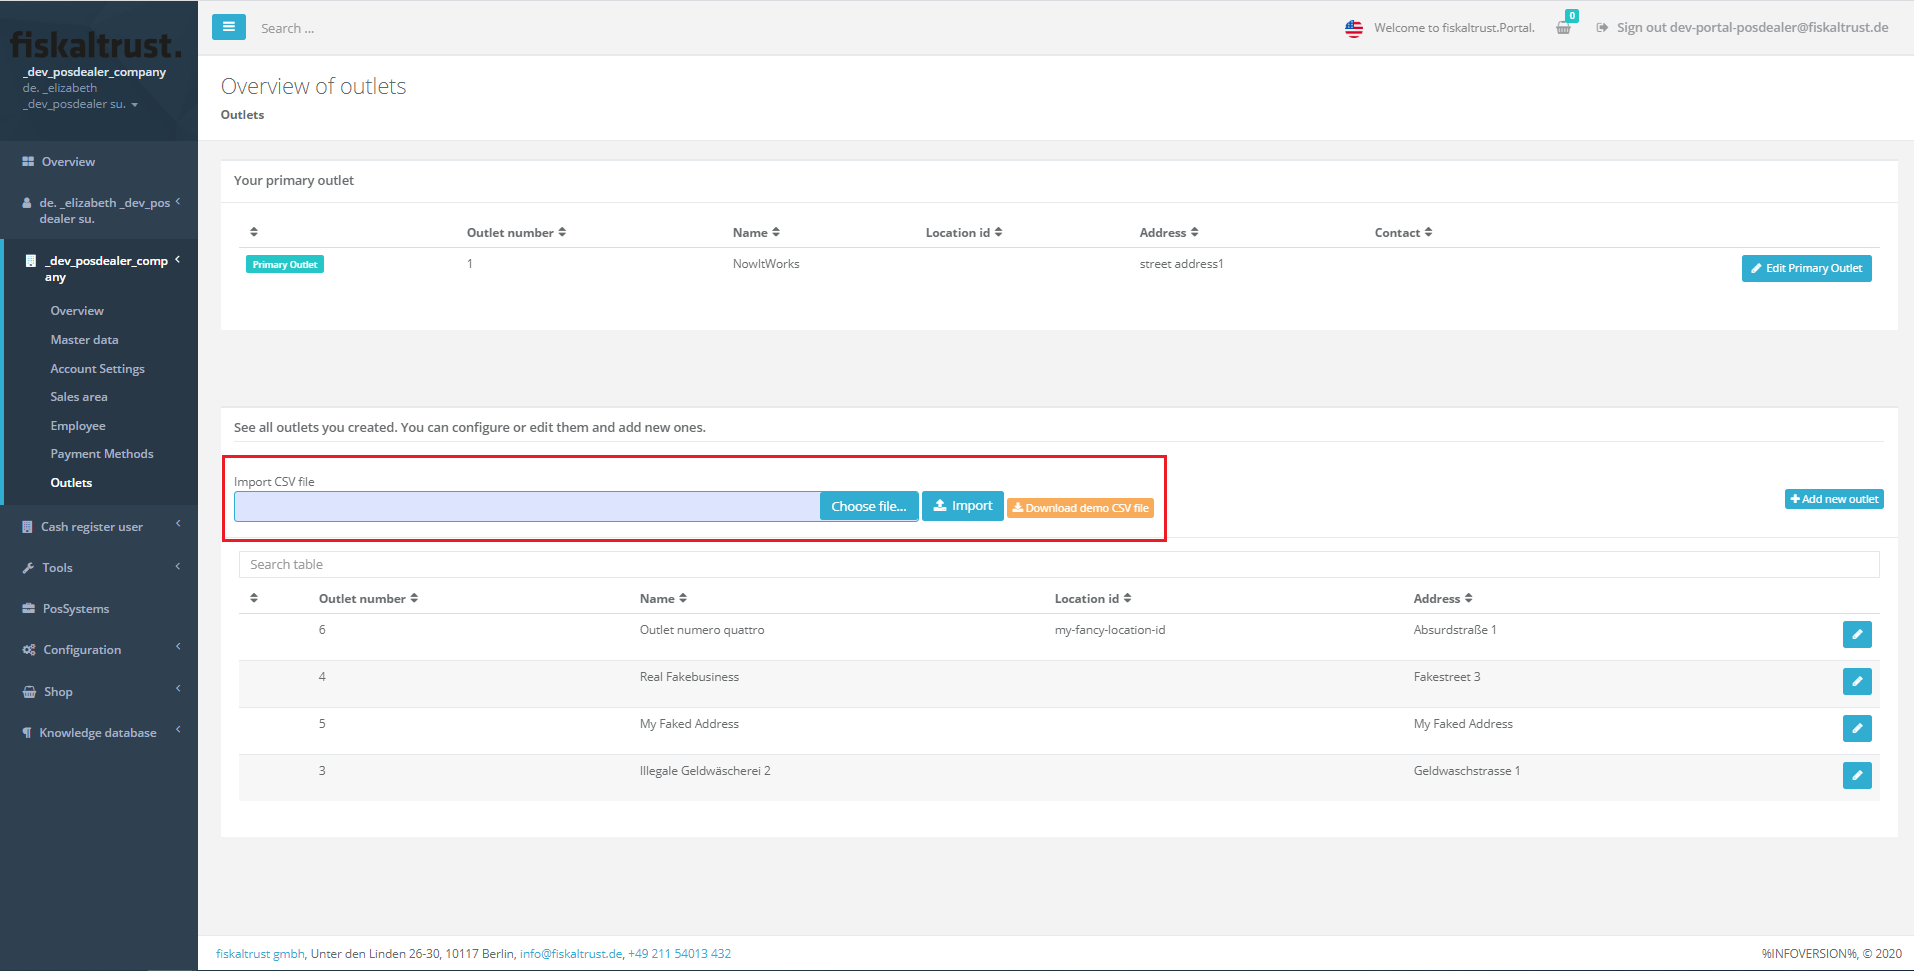 fiskaltrust.
_dev_posdealer_company
de. _elizabeth
_dev_posdealer su.
Overview
de. _elizabeth _dev_pos
dealer su.
_dev_posdealer_comp
any
Overview
Master data
Account Settings
Sales area
Employee
Payment Methods
Outlets
Cash register user
Tools
PosSystems
Configuration
Shop
Knowledge database
Search ...
Welcome to fiskaltrust.Portal.
0
Sign out dev-portal-posdealer@fiskaltrust.de
Overview of outlets
Outlets
Your primary outlet
Outlet number Name Location id Address Contact
Primary Outlet 1 NowItWorks street address1 Edit Primary Outlet
See all outlets you created. You can configure or edit them and add new ones.
Import CSV file
Choose file... Import Download demo CSV file
Add new outlet
Search table
Outlet number Name Location id Address
6 Outlet numero quattro my-fancy-location-id Absurdstraße 1
4 Real Fakebusiness Fakestreet 3
5 My Faked Address My Faked Address
3 Illegale Geldwäscherei 2 Geldwaschstrasse 1
fiskaltrust gmbh, Unter den Linden 26-30, 10117 Berlin, info@fiskaltrust.de, +49 211 54013 432
%INFOVERSION%, © 2020